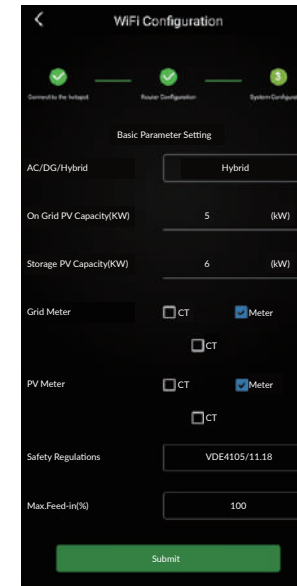 WiFi Configuration
3
Connect to the hotspot Router Configuration System Configura
Basic Parameter Setting
AC/DG/Hybrid Hybrid
On Grid PV Capacity(KW) 5 (kW)
Storage PV Capacity(KW) 6 (kW)
Grid Meter CT Meter
CT
PV Meter CT Meter
CT
Safety Regulations VDE4105/11.18
Max.Feed-in(%) 100
Submit